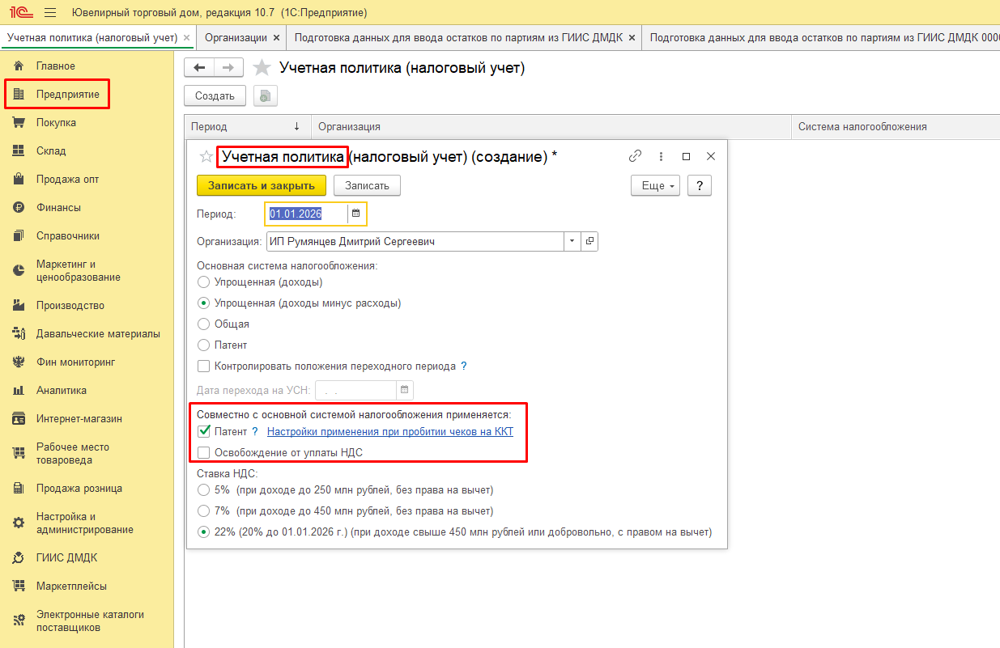 1С Ювелирный торговый дом, редакция 10.7 (1С:Предприятие)
Учетная политика (налоговый учет) × Организации × Подготовка данных для ввода остатков по партиям из ГИИС ДМДК × Подготовка данных для ввода остатков по партиям из ГИИС ДМДК 000
Главное
Предприятие
Покупка
Склад
Продажа опт
Финансы
Справочники
Маркетинг и
ценообразование
Производство
Давальческие материалы
Фин мониторинг
Аналитика
Интернет-магазин
Рабочее место
товароведа
Продажа розница
Настройка и
администрирование
ГИИС ДМДК
Маркетплейсы
Электронные каталоги
поставщиков
Учетная политика (налоговый учет)
Создать
Период ↓ Организация Система налогообложения
Учетная политика (налоговый учет) (создание) *
Записать и закрыть Записать Еще ?
Период: 01.01.2026
Организация: ИП Румянцев Дмитрий Сергеевич
Основная система налогообложения:
Упрощенная (доходы)
Упрощенная (доходы минус расходы)
Общая
Патент
Контролировать положения переходного периода ?
Дата перехода на УСН: . .
Совместно с основной системой налогообложения применяется:
Патент ? Настройки применения при пробитии чеков на ККТ
Освобождение от уплаты НДС
Ставка НДС:
5% (при доходе до 250 млн рублей, без права на вычет)
7% (при доходе до 450 млн рублей, без права на вычет)
22% (20% до 01.01.2026 г.) (при доходе свыше 450 млн рублей или добровольно, с правом на вычет)